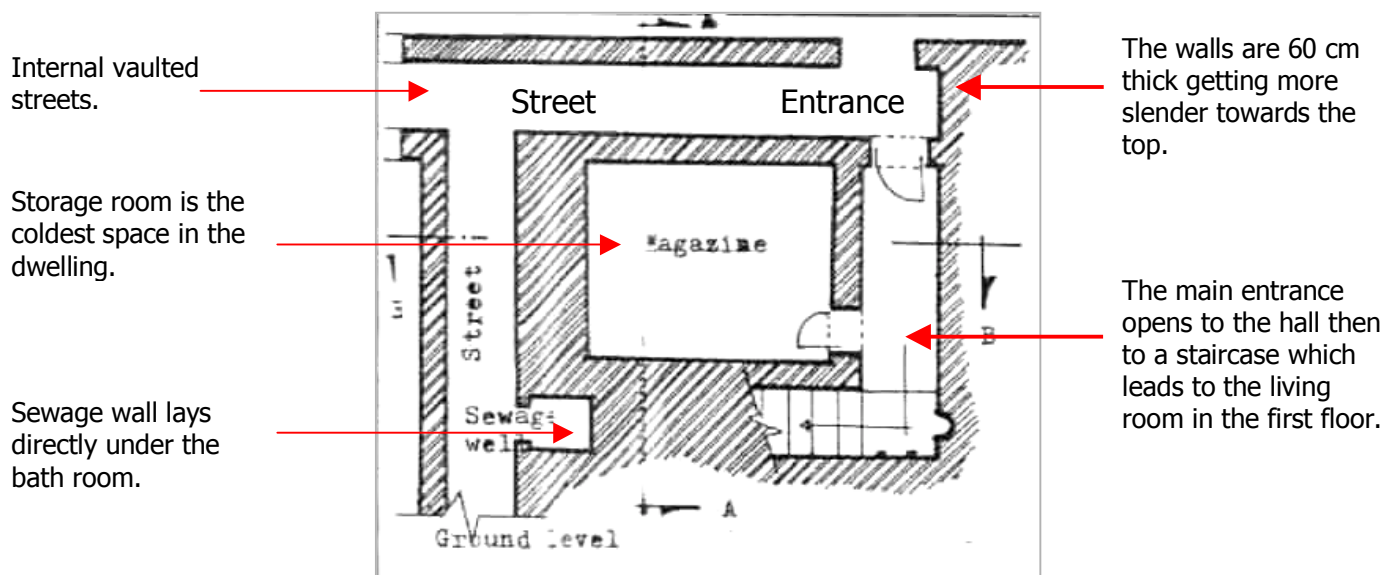 Internal vaulted
streets.
Storage room is the
coldest space in the
dwelling.
Sewage wall lays
directly under the
bath room.
Street
Entrance
Magazine
Street
Sewage
well
A
Ground level
The walls are 60 cm
thick getting more
slender towards the
top.
The main entrance
opens to the hall then
to a staircase which
leads to the living
room in the first floor.